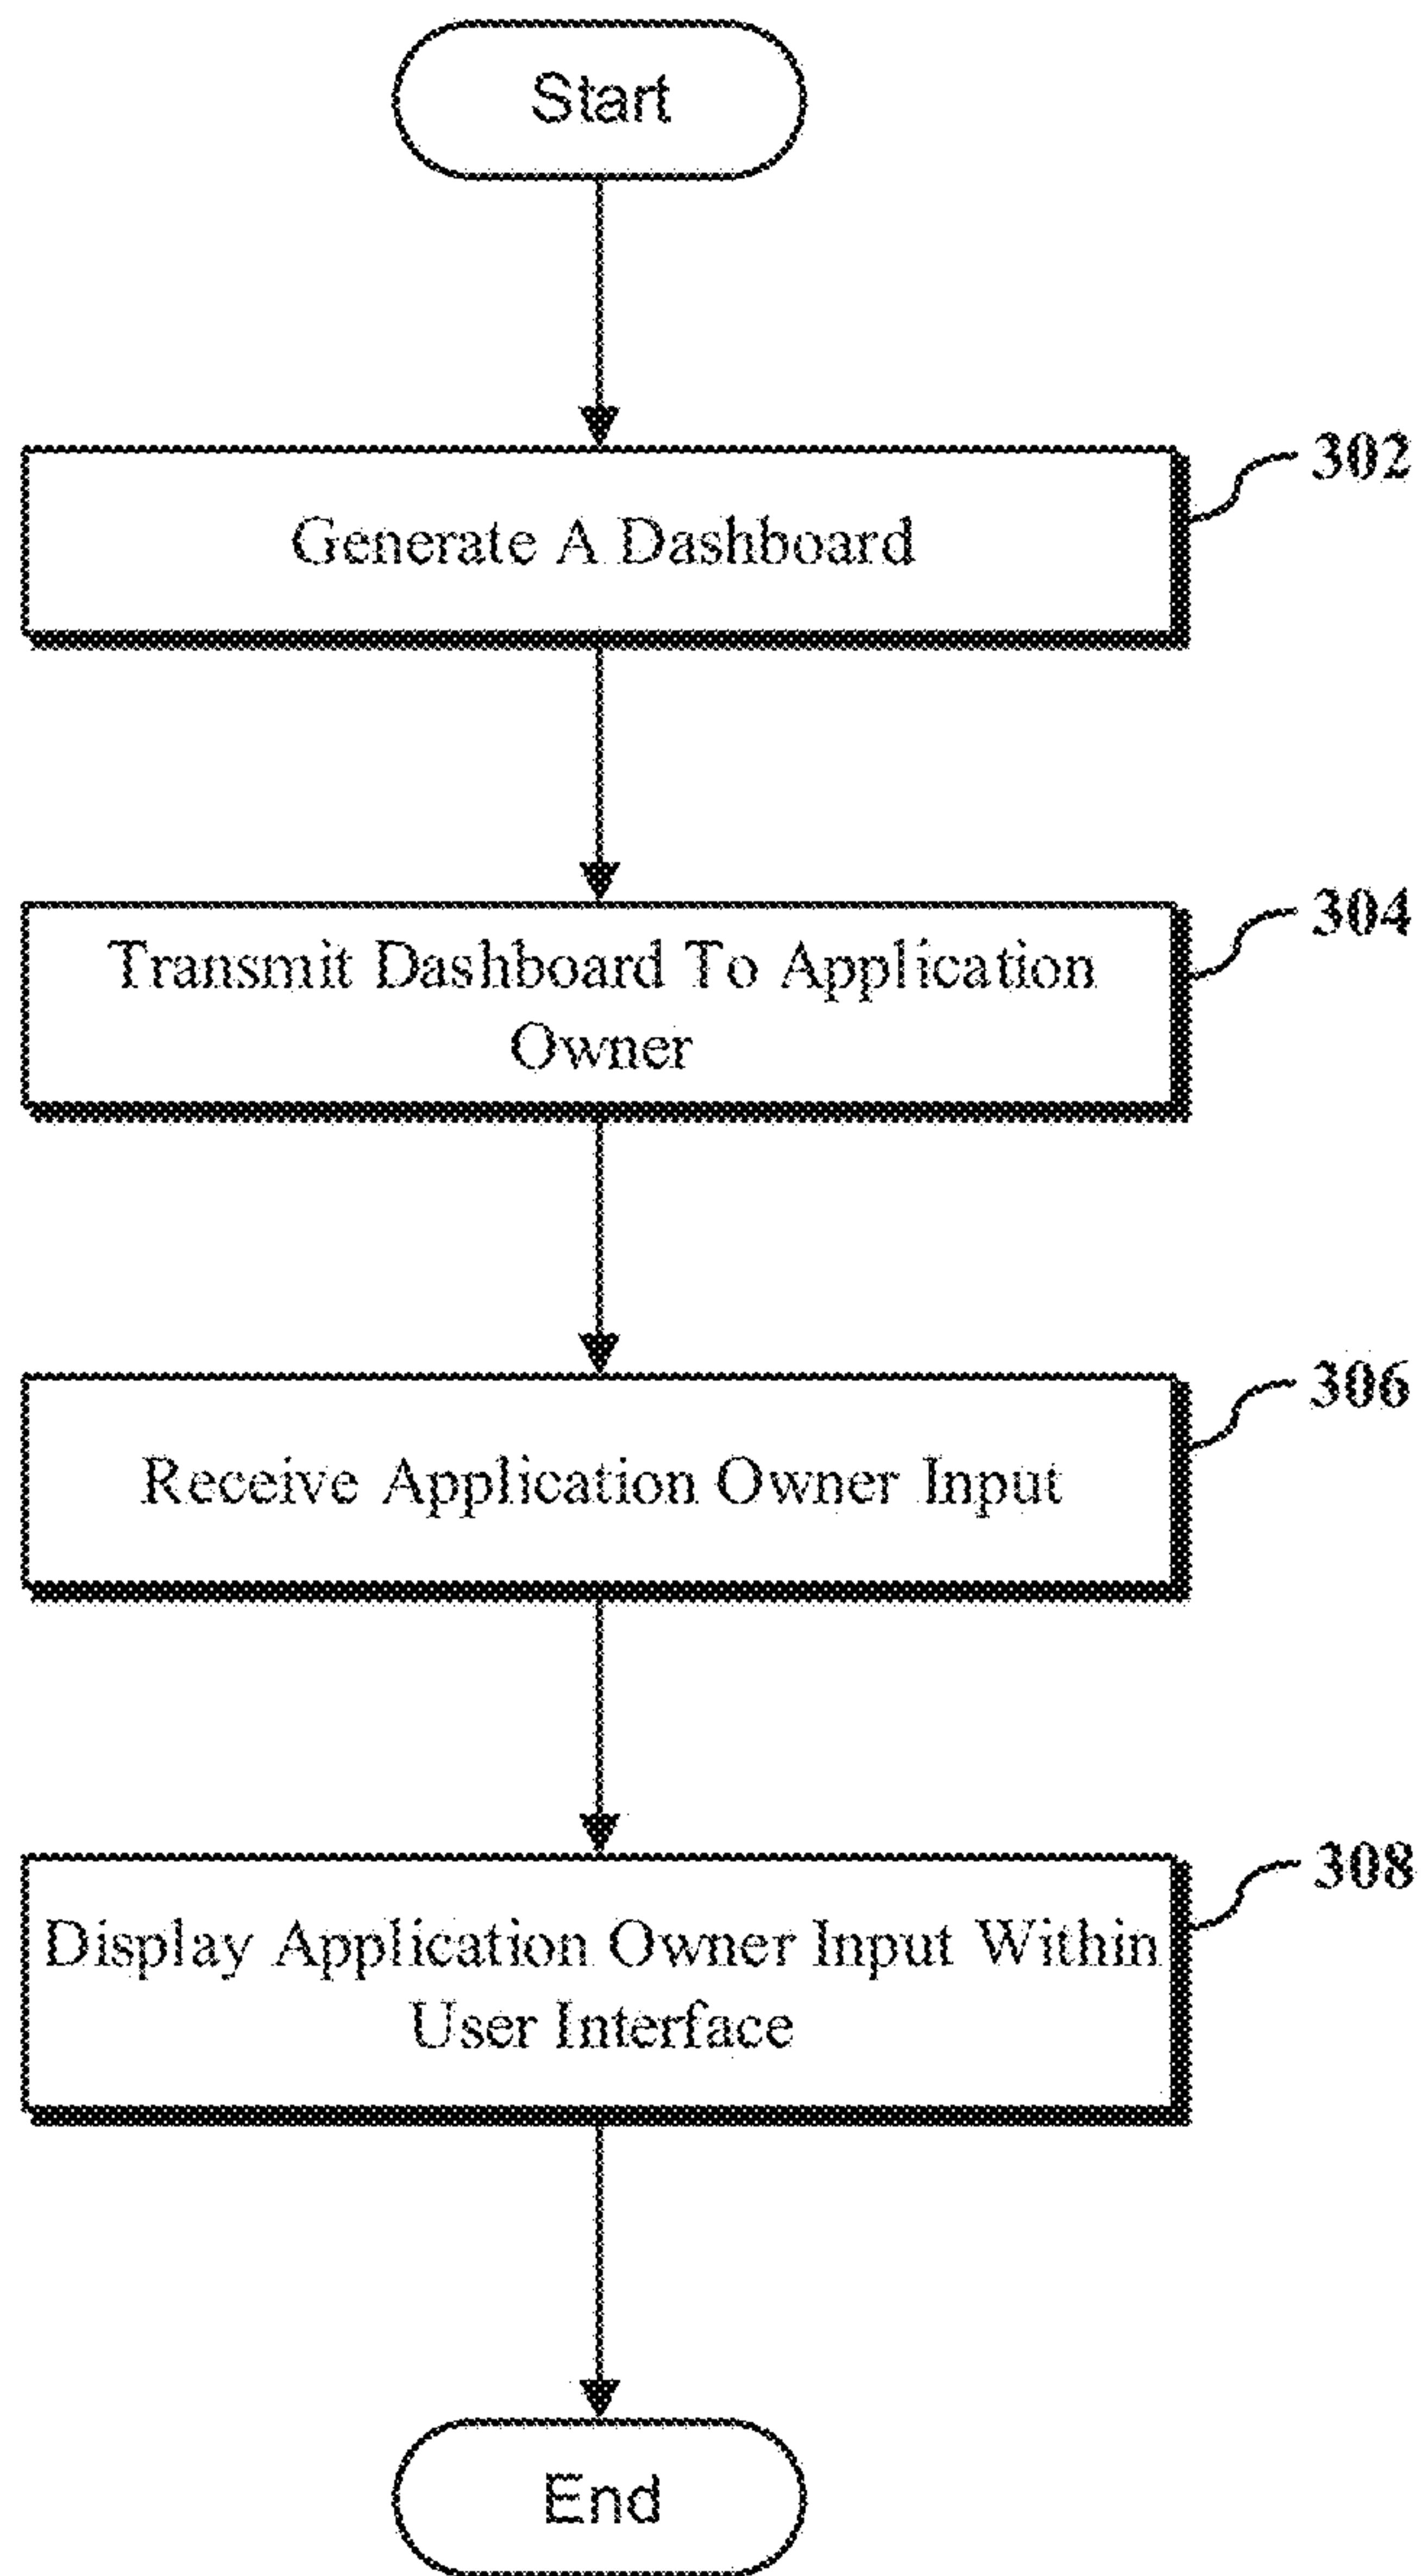 Start
302
Generate A Dashboard
304
Transmit Dashboard To Application
Owner
306
Receive Application Owner Input
308
Display Application Owner Input Within
User Interface
End